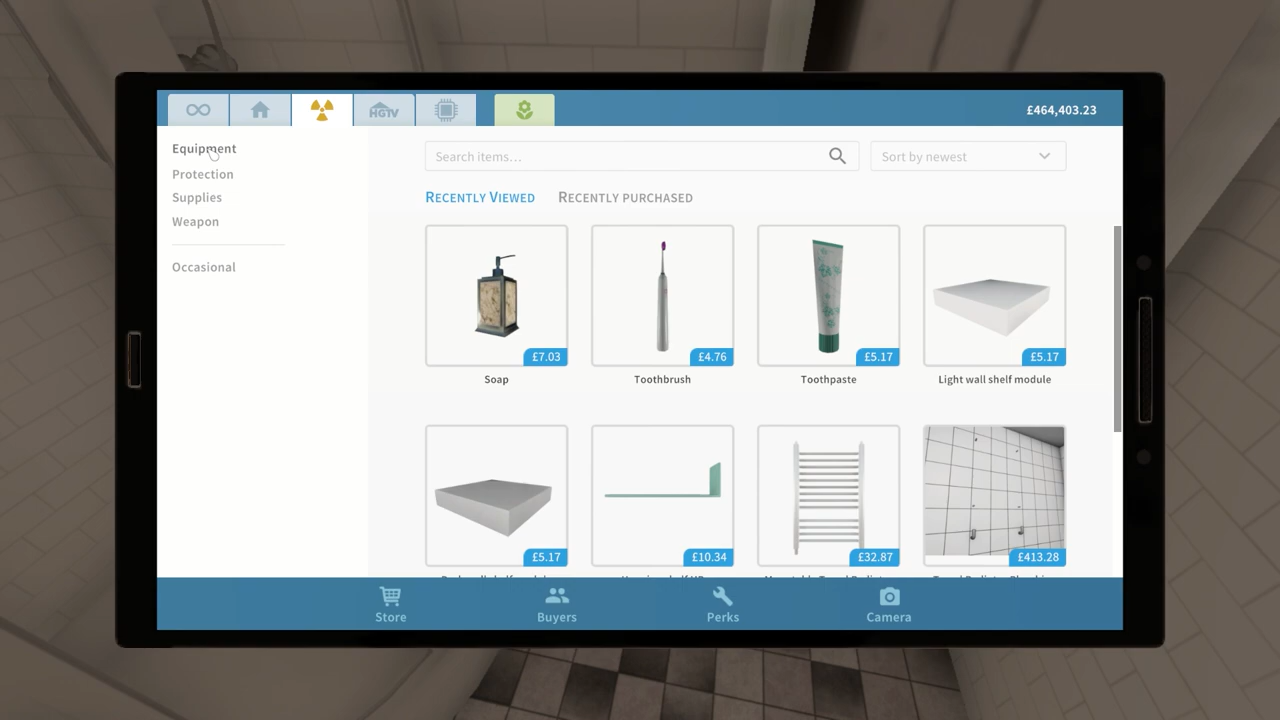 HGTV
£464,403.23
Equipment
Protection
Supplies
Weapon
Occasional
Search items...
Sort by newest
RECENTLY VIEWED
RECENTLY PURCHASED
£7.03
£4.76
£5.17
£5.17
Soap
Toothbrush
Toothpaste
Light wall shelf module
£5.17
£10.34
£32.87
£413.28
Store
Buyers
Perks
Camera